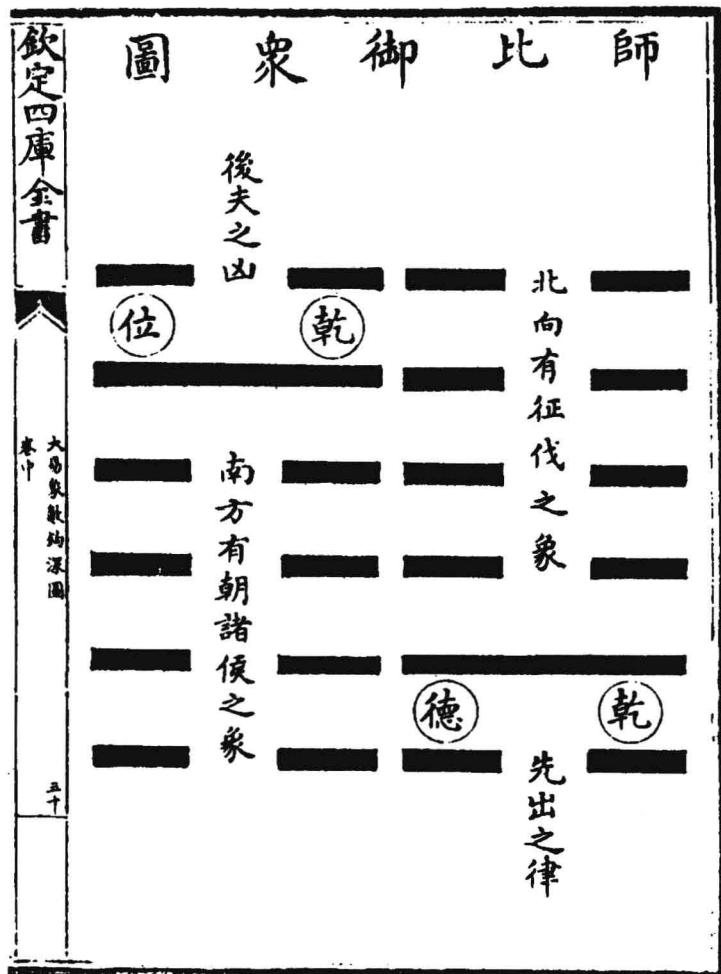 師比御衆圖
北向有征伐之象
乾
德
先出之律
後夫之凶
乾
位
南方有朝諸侯之象
欽定四庫全書
大易象數鉤深圖
卷中
五十